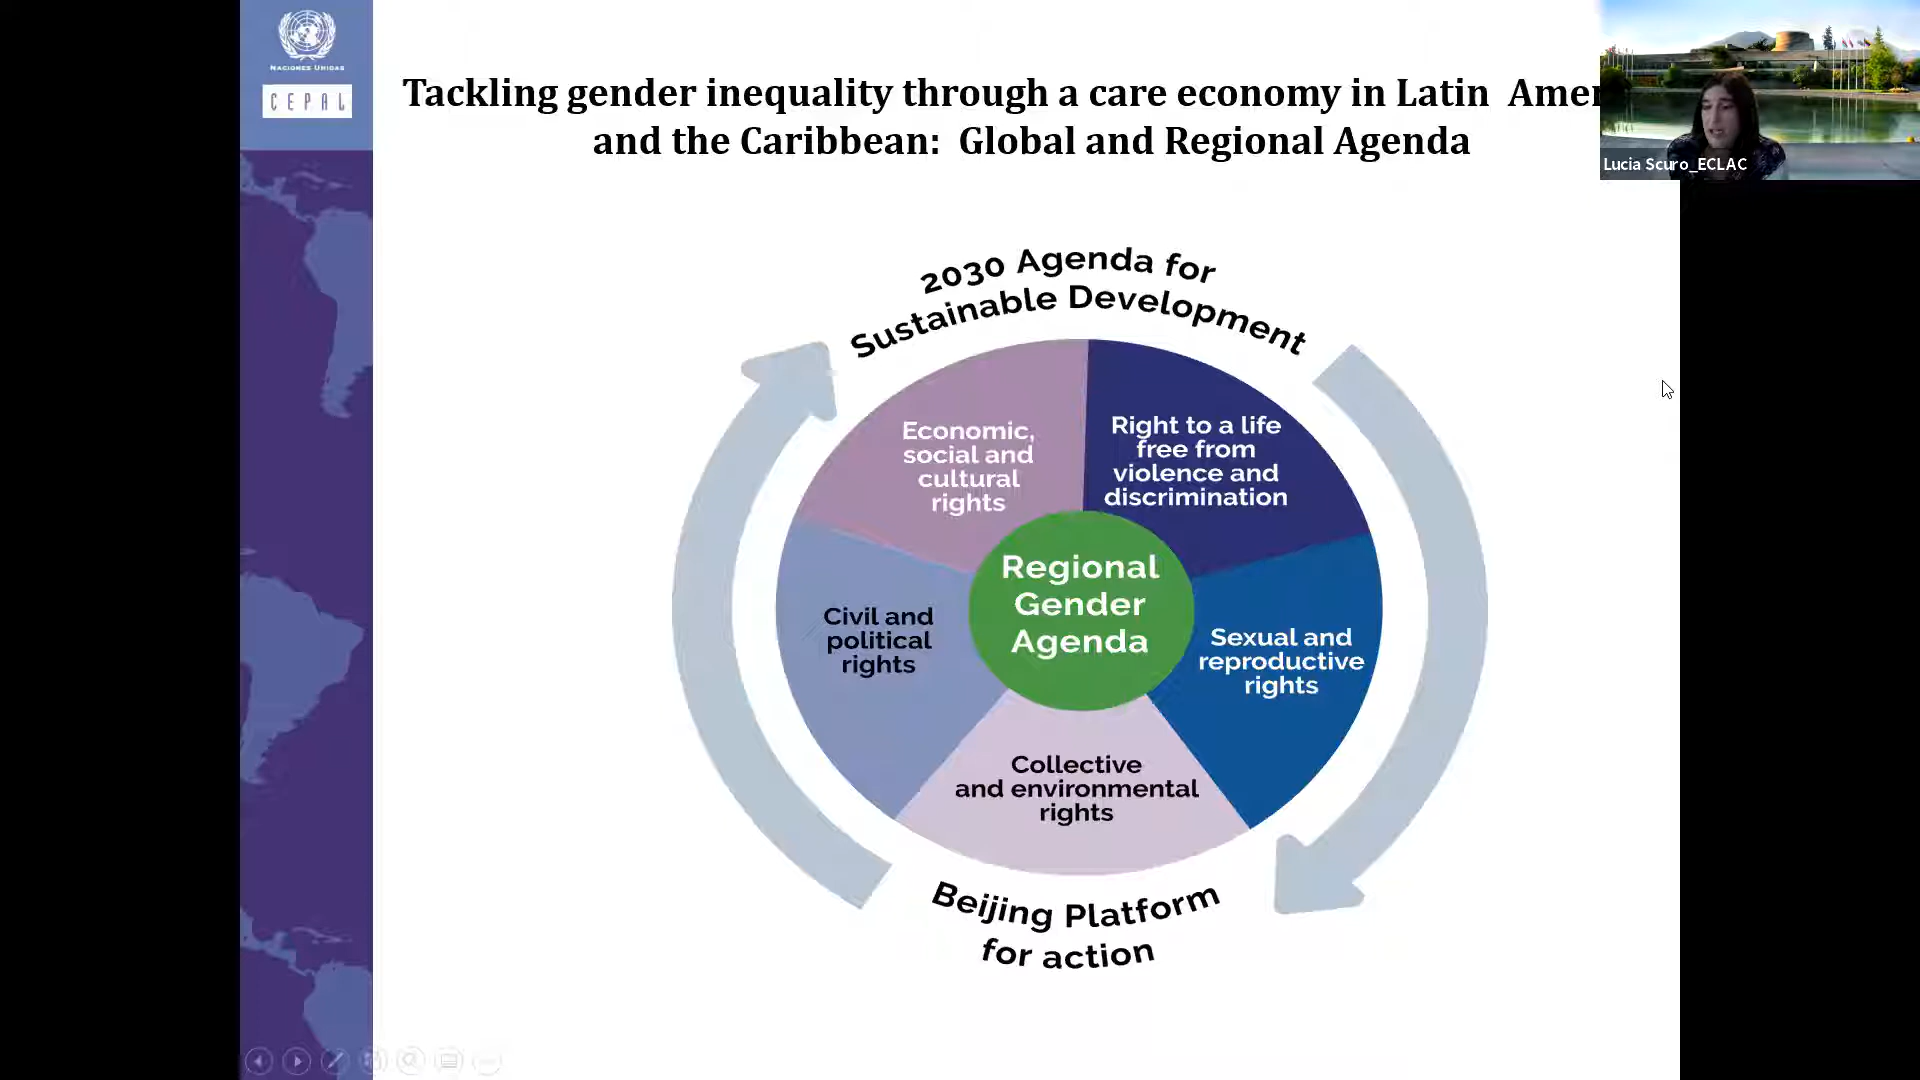 NACIONES UNIDAS
CEPAL
Tackling gender inequality through a care economy in Latin Amer
and the Caribbean: Global and Regional Agenda
Lucia Scuro_ECLAC
2030 Agenda for
Sustainable Development
Economic,
social and
cultural
rights
Right to a life
free from
violence and
discrimination
Regional
Gender
Agenda
Civil and
political
rights
Sexual and
reproductive
rights
Collective
and environmental
rights
Beijing Platform
for action